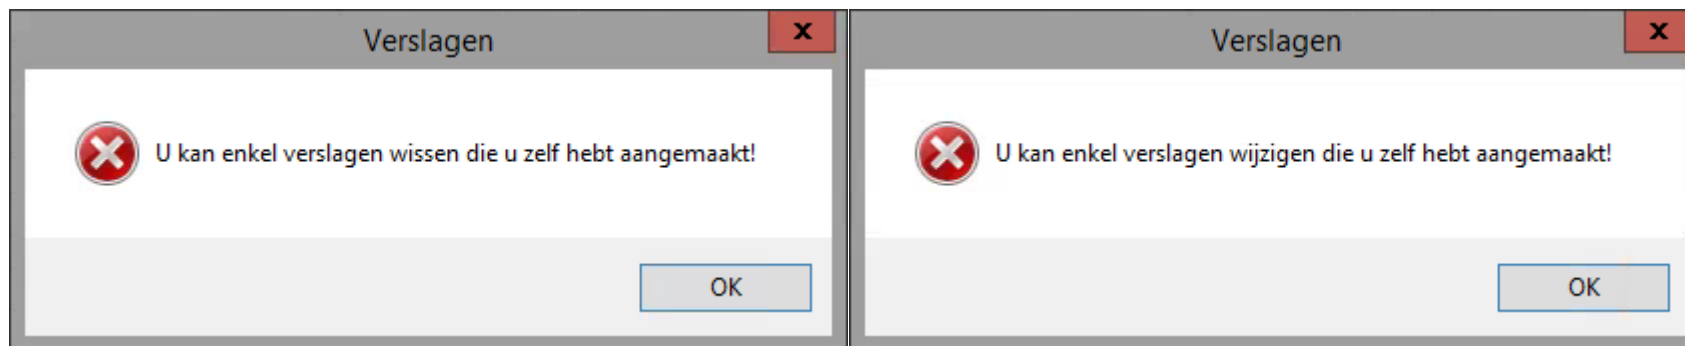 Verslagen
x
U kan enkel verslagen wissen die u zelf hebt aangemaakt!
OK
Verslagen
x
U kan enkel verslagen wijzigen die u zelf hebt aangemaakt!
OK